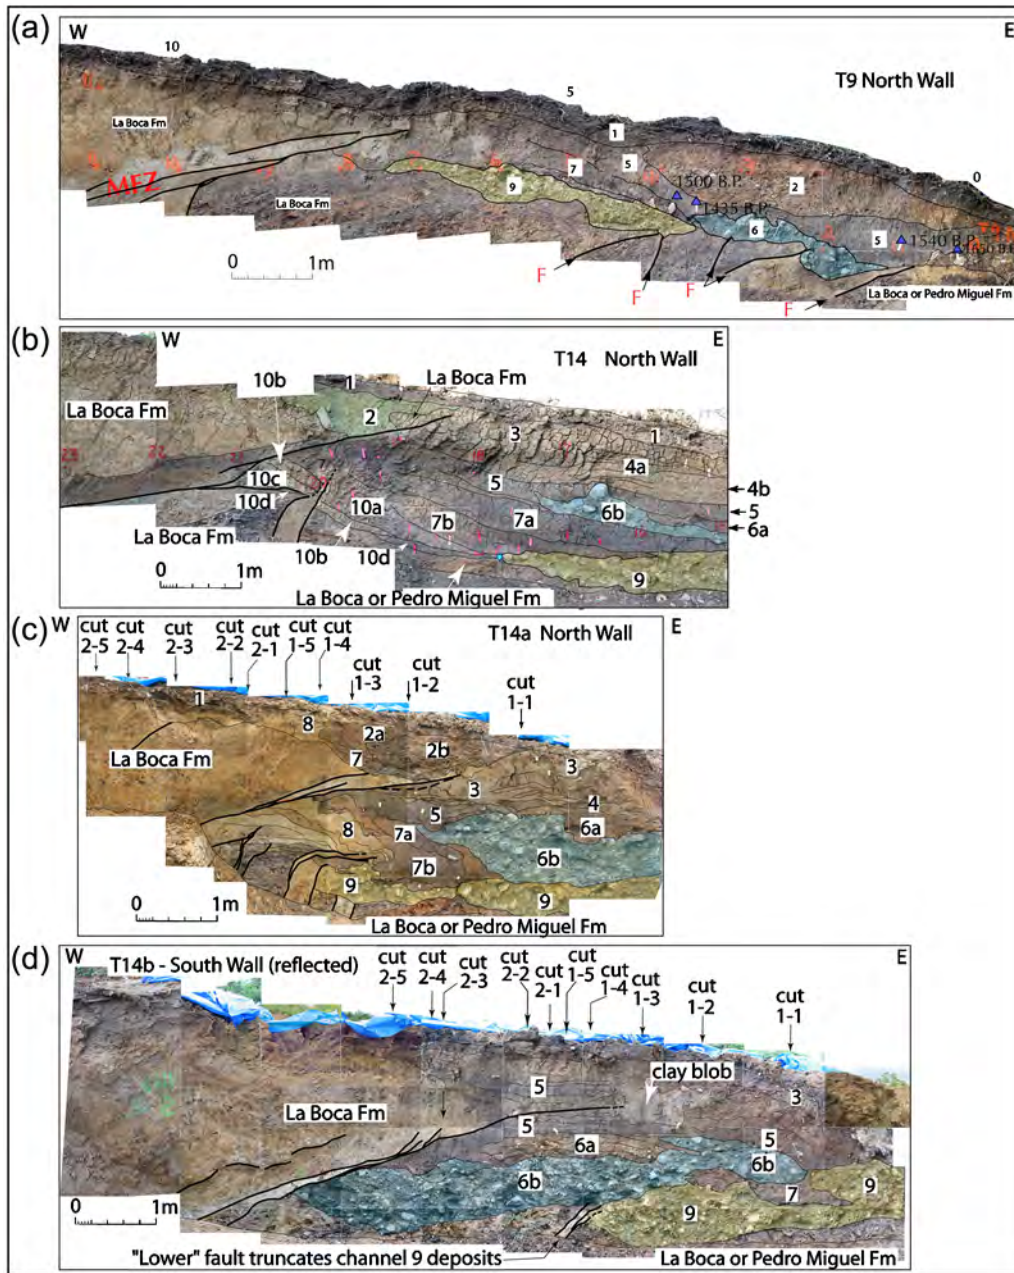 (a)
W
E
T9 North Wall
10
5
0
La Boca Fm
1
5
7
2
9
MFZ
La Boca Fm
1500 B.P.
1435 B.P.
6
5
1540 B.P.
1650 B.P.
0 1m
F
F
F
F
La Boca or Pedro Miguel Fm
(b)
W
E
T14 North Wall
10b
1
La Boca Fm
La Boca Fm
2
3
1
4a
23
22
21
18
5
4b
10c
6b
5
10d
10a
7b
7a
6a
La Boca Fm
10b
10d
9
0 1m
La Boca or Pedro Miguel Fm
(c)
W
E
cut 2-5
cut 2-4
cut 2-3
cut 2-2
cut 2-1
cut 1-5
cut 1-4
cut 1-3
cut 1-2
cut 1-1
T14a North Wall
1
8
2a
2b
La Boca Fm
7
3
3
4
5
6a
8
7a
6b
7b
9
9
0 1m
La Boca or Pedro Miguel Fm
(d)
W
E
T14b - South Wall (reflected)
cut 2-5
cut 2-4
cut 2-3
cut 2-2
cut 2-1
cut 1-5
cut 1-4
cut 1-3
cut 1-2
cut 1-1
clay blob
5
3
La Boca Fm
5
6a
5
6b
6b
7
9
9
0 1m
"Lower" fault truncates channel 9 deposits
La Boca or Pedro Miguel Fm